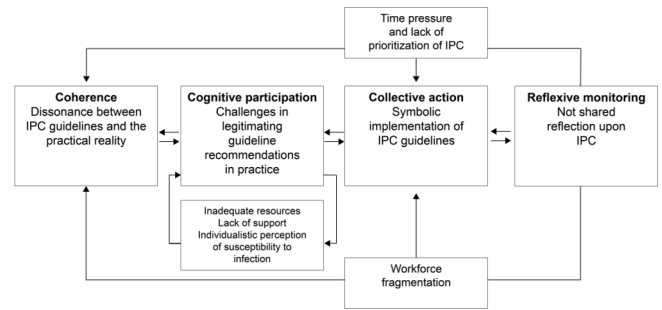 Time pressure
and lack of
prioritization of IPC
Coherence
Dissonance between
IPC guidelines and the
practical reality
Cognitive participation
Challenges in
legitimating
guideline
recommendations
in practice
Collective action
Symbolic
implementation of
IPC guidelines
Reflexive monitoring
Not shared
reflection upon
IPC
Inadequate resources
Lack of support
Individualistic perception
of susceptibility to
infection
Workforce
fragmentation